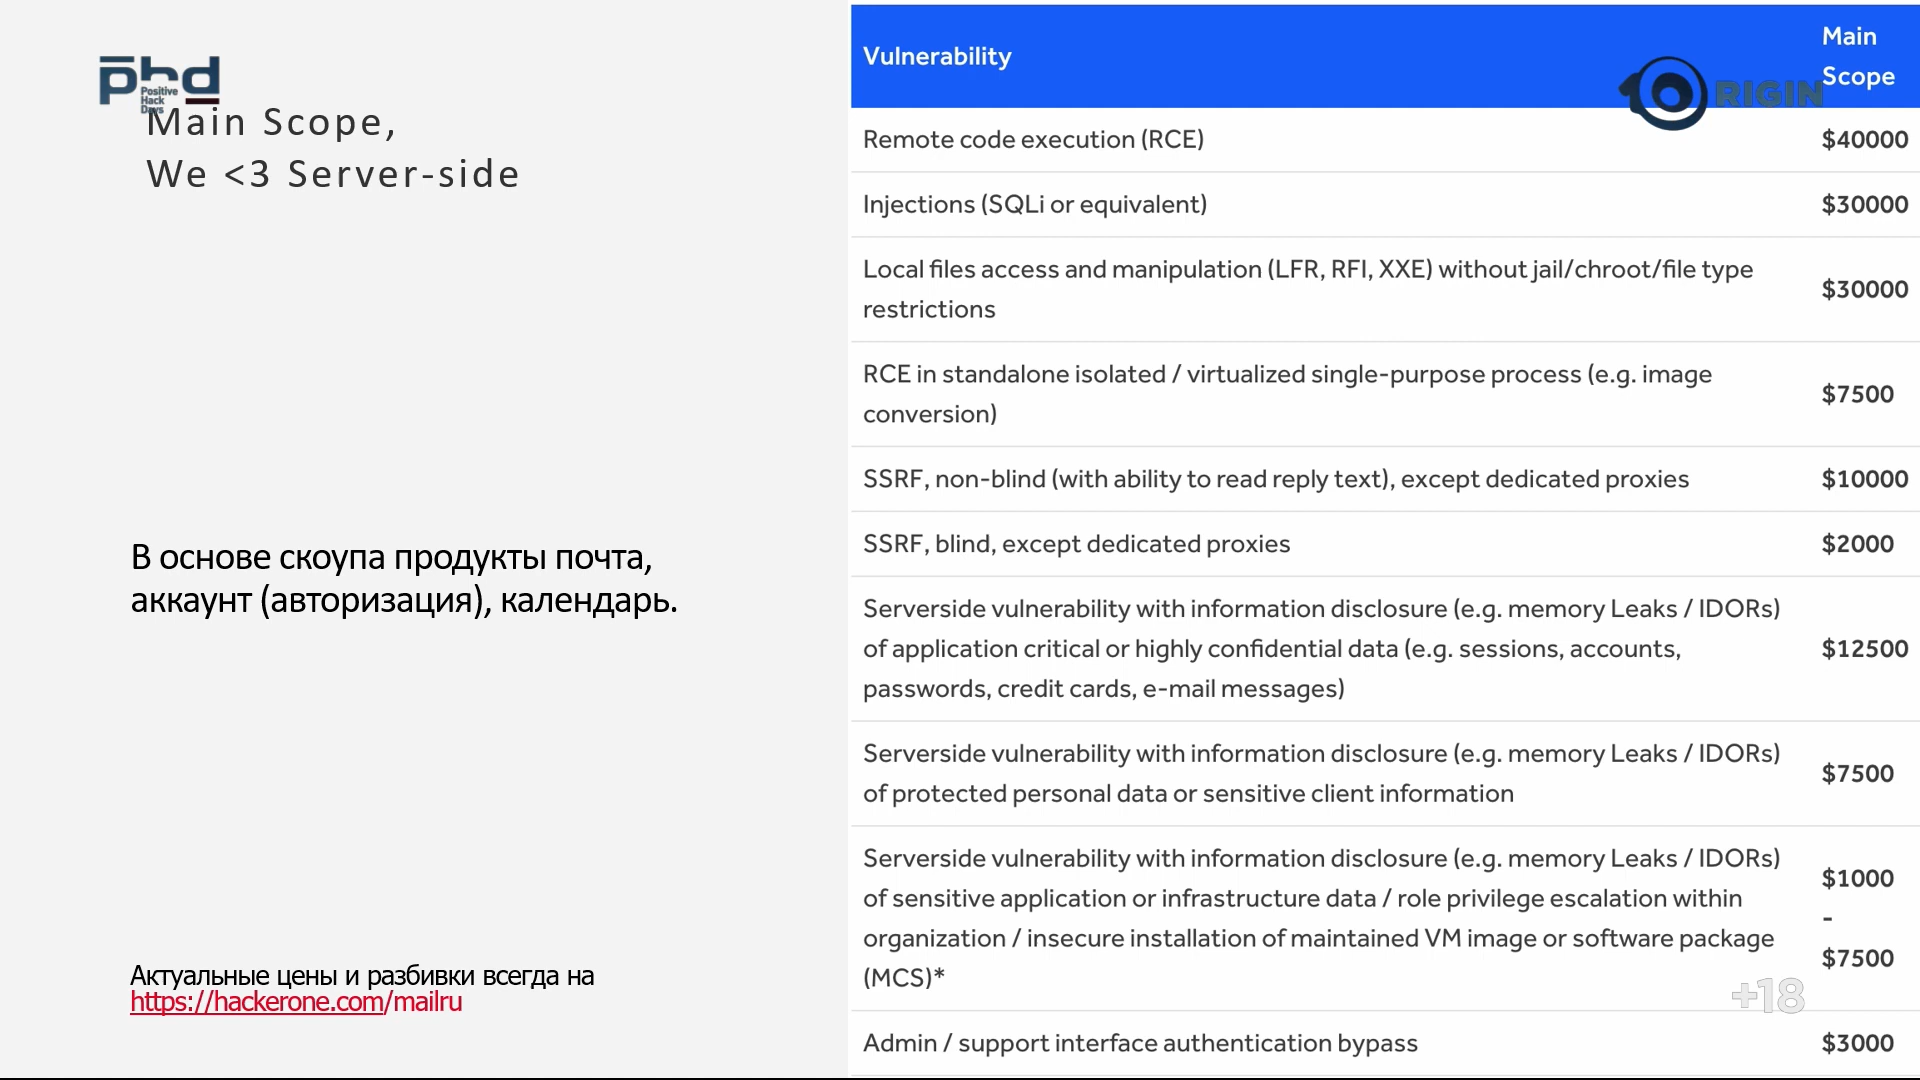 phd
Positive
Hack
Days
Main Scope,
We <3 Server-side
В основе скоупа продукты почта,
аккаунт (авторизация), календарь.
Актуальные цены и разбивки всегда на
https://hackerone.com/mailru
Vulnerability
Main
Scope
ORIGIN
Remote code execution (RCE)
$40000
Injections (SQLi or equivalent)
$30000
Local files access and manipulation (LFR, RFI, XXE) without jail/chroot/file type
restrictions
$30000
RCE in standalone isolated / virtualized single-purpose process (e.g. image
conversion)
$7500
SSRF, non-blind (with ability to read reply text), except dedicated proxies
$10000
SSRF, blind, except dedicated proxies
$2000
Serverside vulnerability with information disclosure (e.g. memory Leaks / IDORs)
of application critical or highly confidential data (e.g. sessions, accounts,
passwords, credit cards, e-mail messages)
$12500
Serverside vulnerability with information disclosure (e.g. memory Leaks / IDORs)
of protected personal data or sensitive client information
$7500
Serverside vulnerability with information disclosure (e.g. memory Leaks / IDORs)
of sensitive application or infrastructure data / role privilege escalation within
organization / insecure installation of maintained VM image or software package
(MCS)*
$1000
-
$7500
+18
Admin / support interface authentication bypass
$3000